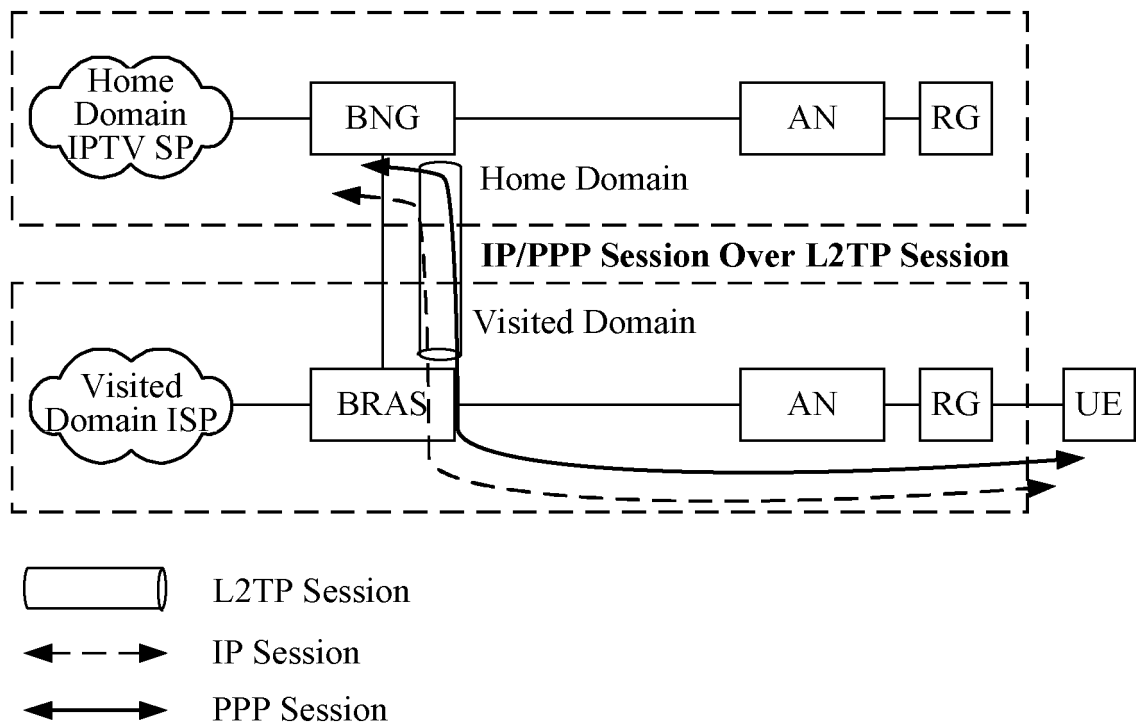 Home
Domain
IPTV SP
BNG
AN
RG
Home Domain
IP/PPP Session Over L2TP Session
Visited Domain
Visited
Domain ISP
BRAS
AN
RG
UE
L2TP Session
IP Session
PPP Session